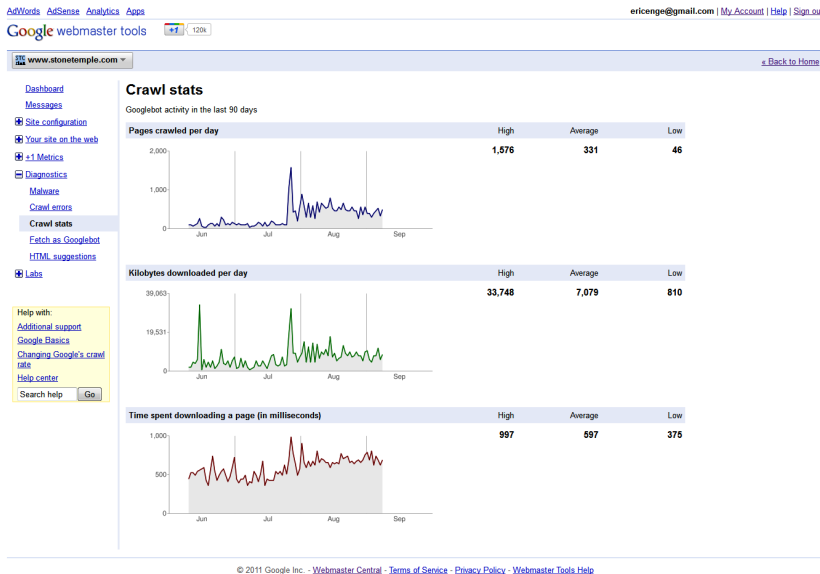 AdWords AdSense Analytics Apps
ericenge@gmail.com | My Account | Help | Sign ou
Google webmaster tools +1 120k
STC www.stonetemple.com
« Back to Home
Dashboard
Messages
Site configuration
Your site on the web
+1 Metrics
Diagnostics
Malware
Crawl errors
Crawl stats
Fetch as Googlebot
HTML suggestions
Labs
Help with:
Additional support
Google Basics
Changing Google's crawl
rate
Help center
Search help Go
Crawl stats
Googlebot activity in the last 90 days
Pages crawled per day High Average Low
1,576 331 46
2,000
1,000
0
Jun Jul Aug Sep
Kilobytes downloaded per day High Average Low
33,748 7,079 810
39,063
19,531
0
Jun Jul Aug Sep
Time spent downloading a page (in milliseconds) High Average Low
997 597 375
1,000
500
0
Jun Jul Aug Sep
© 2011 Google Inc. - Webmaster Central - Terms of Service - Privacy Policy - Webmaster Tools Help